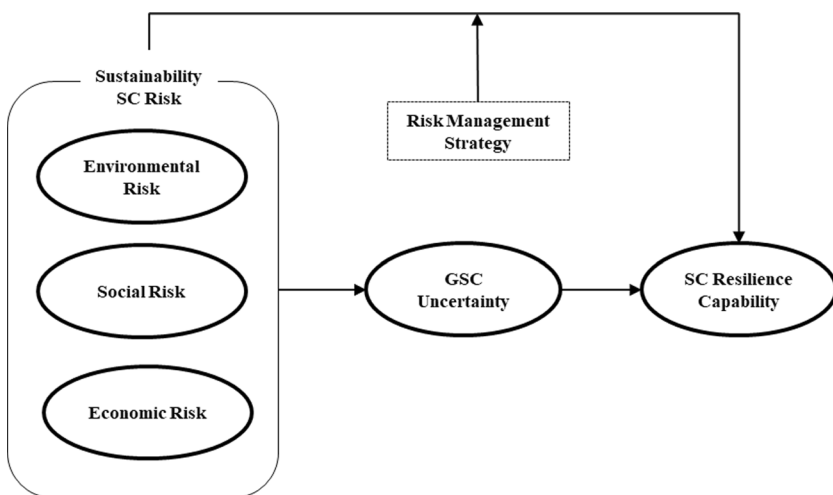 Sustainability
SC Risk
Risk Management
Strategy
Environmental
Risk
Social Risk
GSC
Uncertainty
SC Resilience
Capability
Economic Risk